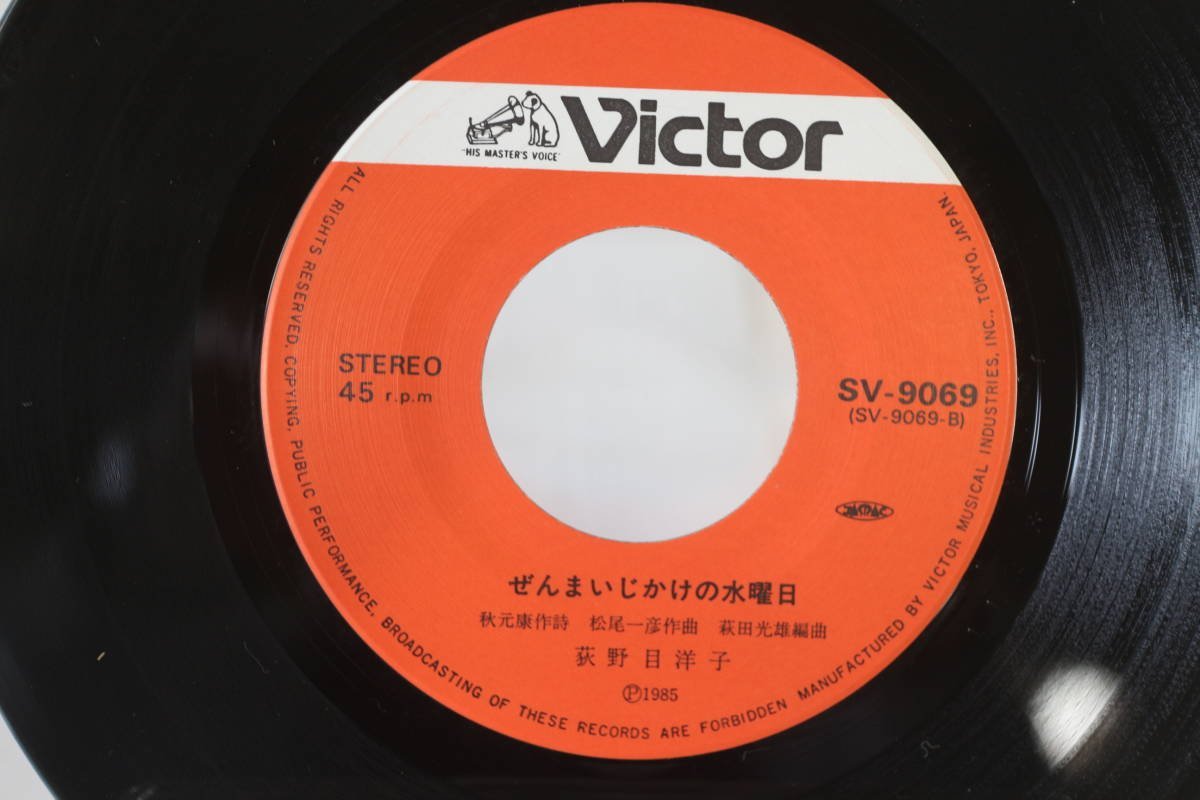 "HIS MASTER'S VOICE"
Victor
STEREO
45 r.p.m
SV-9069
(SV-9069-B)
JASRAC
ぜんまいじかけの水曜日
秋元康作詩 松尾一彦作曲 萩田光雄編曲
荻野目洋子
Ⓟ1985
ALL RIGHTS RESERVED. COPYING, PUBLIC PERFORMANCE, BROADCASTING OF THESE RECORDS ARE FORBIDDEN MANUFACTURED BY VICTOR MUSICAL INDUSTRIES, INC., TOKYO, JAPAN.